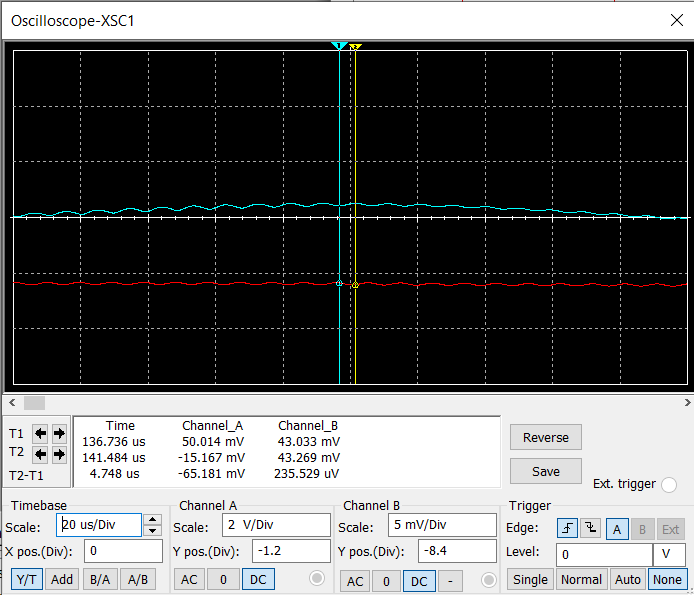 Oscilloscope-XSC1
Time Channel_A Channel_B
T1 136.736 us 50.014 mV 43.033 mV
T2 141.484 us -15.167 mV 43.269 mV
T2-T1 4.748 us -65.181 mV 235.529 uV
Reverse
Save
Ext. trigger
Timebase Channel A Channel B Trigger
Scale: 20 us/Div Scale: 2 V/Div Scale: 5 mV/Div Edge: A B Ext
X pos.(Div): 0 Y pos.(Div): -1.2 Y pos.(Div): -8.4 Level: 0 V
Y/T Add B/A A/B AC 0 DC AC 0 DC - Single Normal Auto None